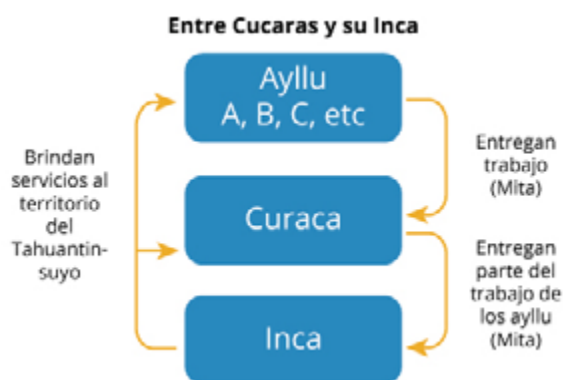 Entre Cucaras y su Inca
Ayllu
A, B, C, etc
Entregan
trabajo
(Mita)
Brindan
servicios al
territorio
del
Tahuantin-
suyo
Curaca
Entregan
parte del
trabajo de
los ayllu
(Mita)
Inca